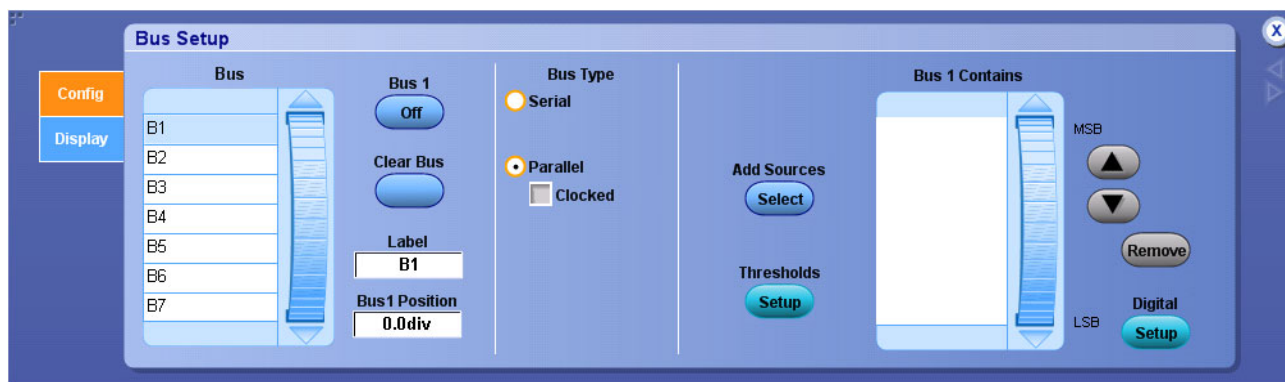 Bus Setup
X
Config
Display
Bus
B1
B2
B3
B4
B5
B6
B7
Bus 1
Off
Clear Bus
Label
B1
Bus1 Position
0.0div
Bus Type
Serial
Parallel
Clocked
Add Sources
Select
Thresholds
Setup
Bus 1 Contains
MSB
Remove
LSB
Digital
Setup